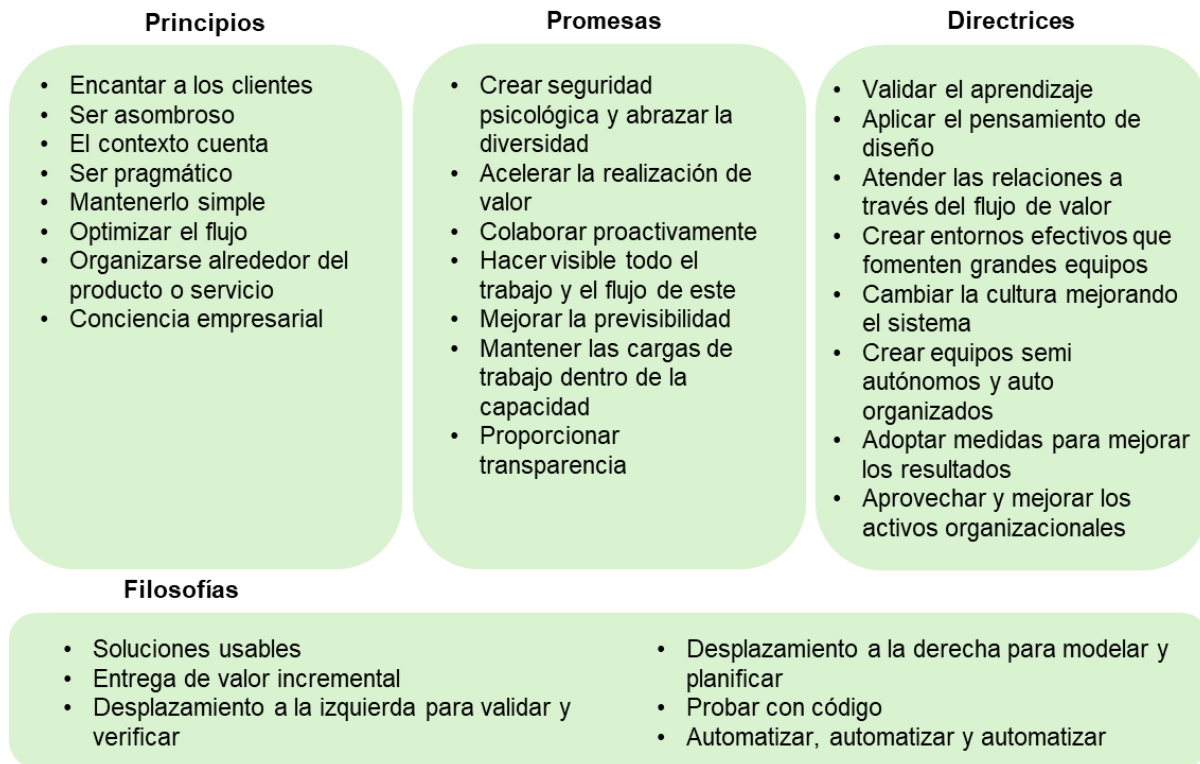 Principios
• Encantar a los clientes
• Ser asombroso
• El contexto cuenta
• Ser pragmático
• Mantenerlo simple
• Optimizar el flujo
• Organizarse alrededor del
producto o servicio
• Conciencia empresarial
Promesas
• Crear seguridad
psicológica y abrazar la
diversidad
• Acelerar la realización de
valor
• Colaborar proactivamente
• Hacer visible todo el
trabajo y el flujo de este
• Mejorar la previsibilidad
• Mantener las cargas de
trabajo dentro de la
capacidad
• Proporcionar
transparencia
Directrices
• Validar el aprendizaje
• Aplicar el pensamiento de
diseño
• Atender las relaciones a
través del flujo de valor
• Crear entornos efectivos que
fomenten grandes equipos
• Cambiar la cultura mejorando
el sistema
• Crear equipos semi
autónomos y auto
organizados
• Adoptar medidas para mejorar
los resultados
• Aprovechar y mejorar los
activos organizacionales
Filosofías
• Soluciones usables
• Entrega de valor incremental
• Desplazamiento a la izquierda para validar y
verificar
• Desplazamiento a la derecha para modelar y
planificar
• Probar con código
• Automatizar, automatizar y automatizar